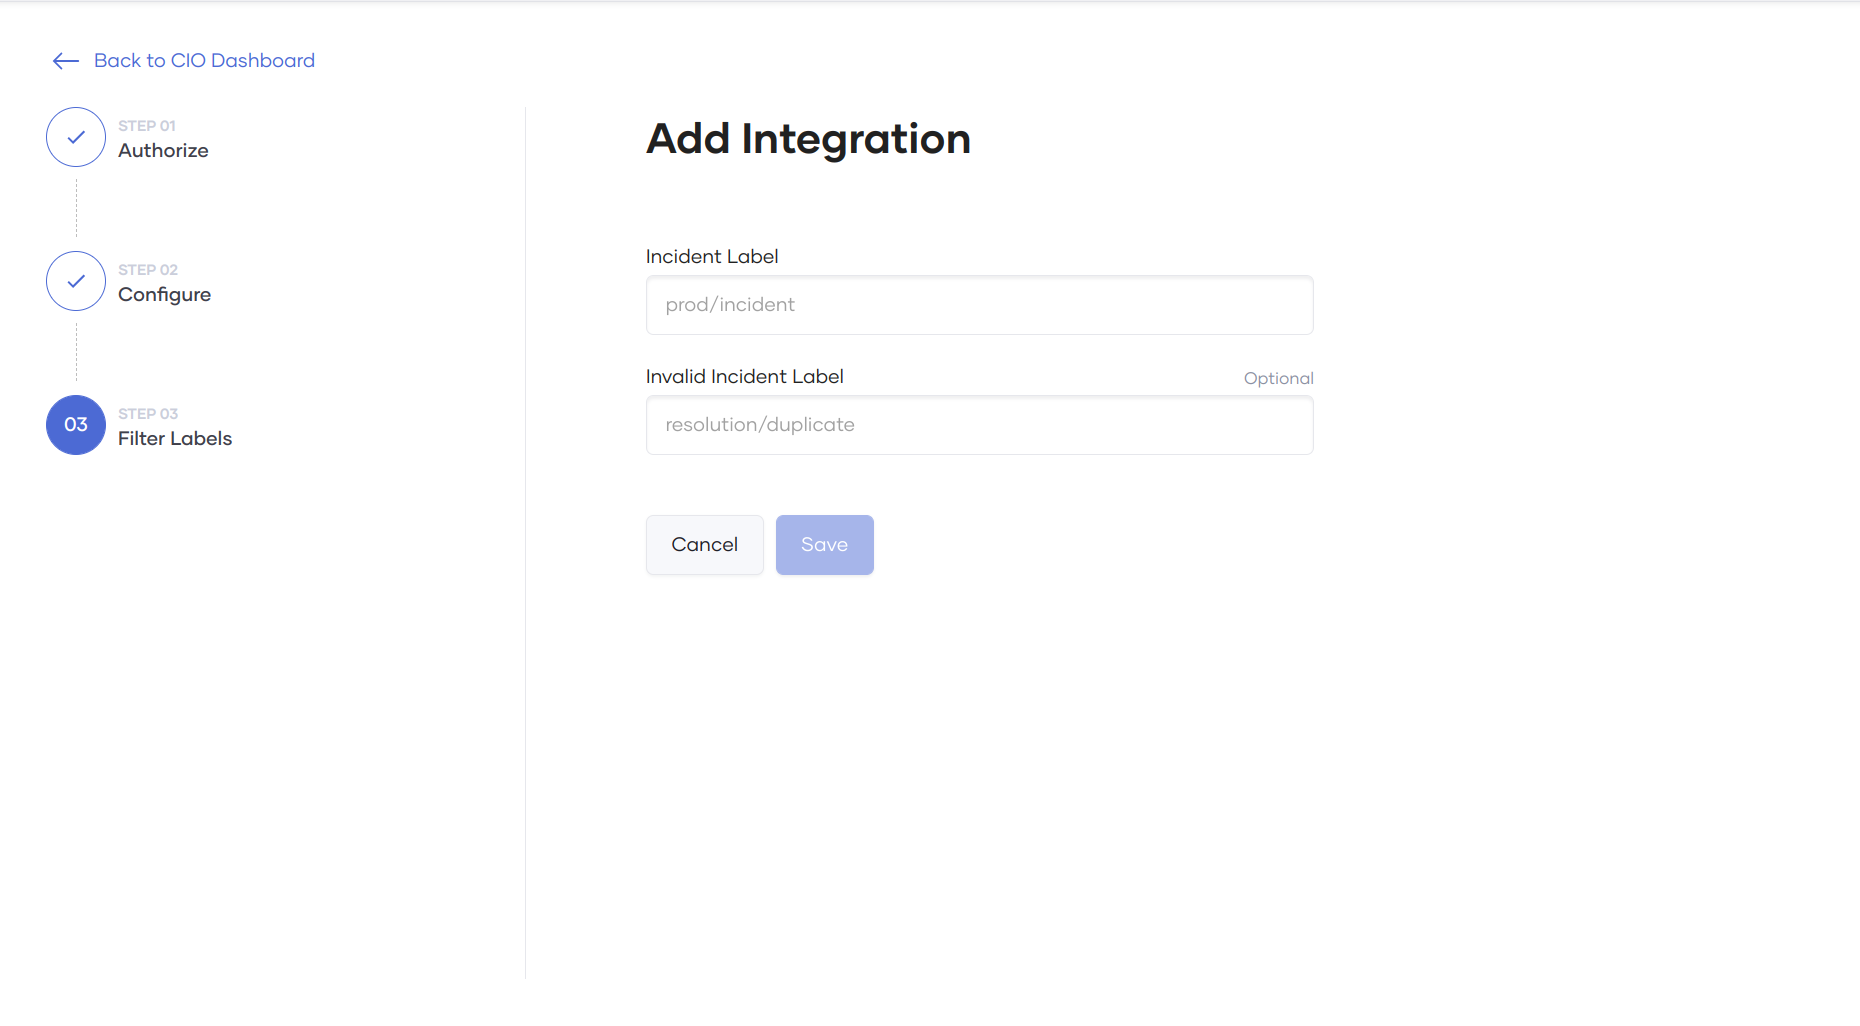 Back to CIO Dashboard
STEP 01
Authorize
STEP 02
Configure
03
STEP 03
Filter Labels
Add Integration
Incident Label
prod/incident
Invalid Incident Label
Optional
resolution/duplicate
Cancel
Save